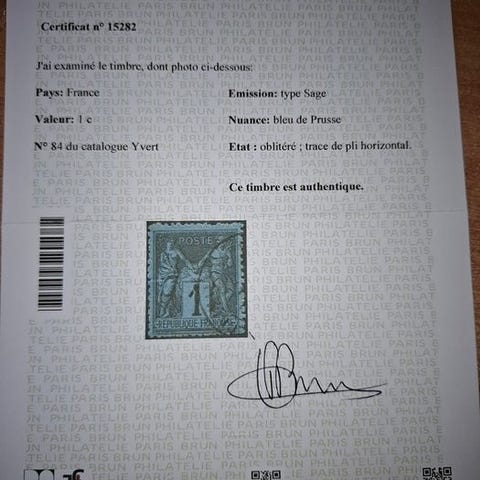 Certificat n° 15282
J'ai examiné le timbre, dont photo ci-dessous:
Pays: France
Emission: type Sage
Valeur: 1 c
Nuance: bleu de Prusse
N° 84 du catalogue Yvert
Etat : oblitéré ; trace de pli horizontal.
Ce timbre est authentique.
POSTE
1
REPUBLIQUE FRANÇAISE
Brun